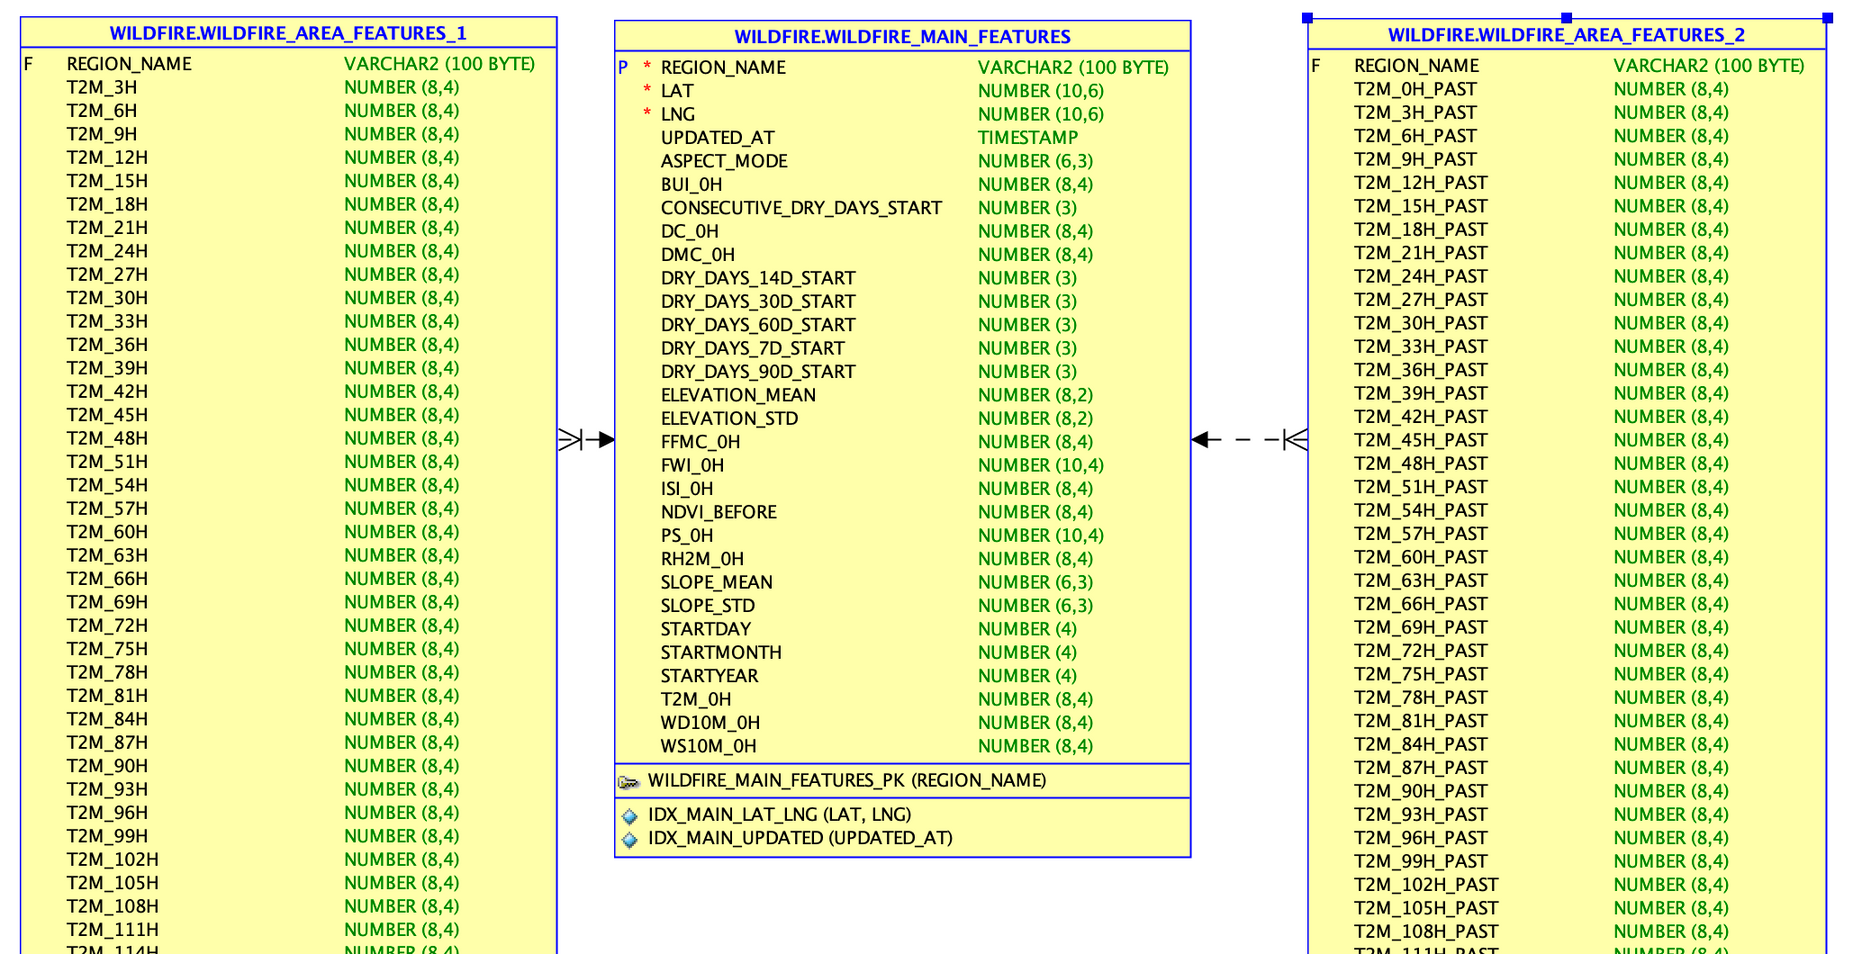 WILDFIRE.WILDFIRE_AREA_FEATURES_1
F REGION_NAME VARCHAR2 (100 BYTE)
T2M_3H NUMBER (8,4)
T2M_6H NUMBER (8,4)
T2M_9H NUMBER (8,4)
T2M_12H NUMBER (8,4)
T2M_15H NUMBER (8,4)
T2M_18H NUMBER (8,4)
T2M_21H NUMBER (8,4)
T2M_24H NUMBER (8,4)
T2M_27H NUMBER (8,4)
T2M_30H NUMBER (8,4)
T2M_33H NUMBER (8,4)
T2M_36H NUMBER (8,4)
T2M_39H NUMBER (8,4)
T2M_42H NUMBER (8,4)
T2M_45H NUMBER (8,4)
T2M_48H NUMBER (8,4)
T2M_51H NUMBER (8,4)
T2M_54H NUMBER (8,4)
T2M_57H NUMBER (8,4)
T2M_60H NUMBER (8,4)
T2M_63H NUMBER (8,4)
T2M_66H NUMBER (8,4)
T2M_69H NUMBER (8,4)
T2M_72H NUMBER (8,4)
T2M_75H NUMBER (8,4)
T2M_78H NUMBER (8,4)
T2M_81H NUMBER (8,4)
T2M_84H NUMBER (8,4)
T2M_87H NUMBER (8,4)
T2M_90H NUMBER (8,4)
T2M_93H NUMBER (8,4)
T2M_96H NUMBER (8,4)
T2M_99H NUMBER (8,4)
T2M_102H NUMBER (8,4)
T2M_105H NUMBER (8,4)
T2M_108H NUMBER (8,4)
T2M_111H NUMBER (8,4)
T2M_114H NUMBER (8,4)
WILDFIRE.WILDFIRE_MAIN_FEATURES
P * REGION_NAME VARCHAR2 (100 BYTE)
* LAT NUMBER (10,6)
* LNG NUMBER (10,6)
UPDATED_AT TIMESTAMP
ASPECT_MODE NUMBER (6,3)
BUI_0H NUMBER (8,4)
CONSECUTIVE_DRY_DAYS_START NUMBER (3)
DC_0H NUMBER (8,4)
DMC_0H NUMBER (8,4)
DRY_DAYS_14D_START NUMBER (3)
DRY_DAYS_30D_START NUMBER (3)
DRY_DAYS_60D_START NUMBER (3)
DRY_DAYS_7D_START NUMBER (3)
DRY_DAYS_90D_START NUMBER (3)
ELEVATION_MEAN NUMBER (8,2)
ELEVATION_STD NUMBER (8,2)
FFMC_0H NUMBER (8,4)
FWI_0H NUMBER (10,4)
ISI_0H NUMBER (8,4)
NDVI_BEFORE NUMBER (8,4)
PS_0H NUMBER (10,4)
RH2M_0H NUMBER (8,4)
SLOPE_MEAN NUMBER (6,3)
SLOPE_STD NUMBER (6,3)
STARTDAY NUMBER (4)
STARTMONTH NUMBER (4)
STARTYEAR NUMBER (4)
T2M_0H NUMBER (8,4)
WD10M_0H NUMBER (8,4)
WS10M_0H NUMBER (8,4)
WILDFIRE_MAIN_FEATURES_PK (REGION_NAME)
IDX_MAIN_LAT_LNG (LAT, LNG)
IDX_MAIN_UPDATED (UPDATED_AT)
WILDFIRE.WILDFIRE_AREA_FEATURES_2
F REGION_NAME VARCHAR2 (100 BYTE)
T2M_0H_PAST NUMBER (8,4)
T2M_3H_PAST NUMBER (8,4)
T2M_6H_PAST NUMBER (8,4)
T2M_9H_PAST NUMBER (8,4)
T2M_12H_PAST NUMBER (8,4)
T2M_15H_PAST NUMBER (8,4)
T2M_18H_PAST NUMBER (8,4)
T2M_21H_PAST NUMBER (8,4)
T2M_24H_PAST NUMBER (8,4)
T2M_27H_PAST NUMBER (8,4)
T2M_30H_PAST NUMBER (8,4)
T2M_33H_PAST NUMBER (8,4)
T2M_36H_PAST NUMBER (8,4)
T2M_39H_PAST NUMBER (8,4)
T2M_42H_PAST NUMBER (8,4)
T2M_45H_PAST NUMBER (8,4)
T2M_48H_PAST NUMBER (8,4)
T2M_51H_PAST NUMBER (8,4)
T2M_54H_PAST NUMBER (8,4)
T2M_57H_PAST NUMBER (8,4)
T2M_60H_PAST NUMBER (8,4)
T2M_63H_PAST NUMBER (8,4)
T2M_66H_PAST NUMBER (8,4)
T2M_69H_PAST NUMBER (8,4)
T2M_72H_PAST NUMBER (8,4)
T2M_75H_PAST NUMBER (8,4)
T2M_78H_PAST NUMBER (8,4)
T2M_81H_PAST NUMBER (8,4)
T2M_84H_PAST NUMBER (8,4)
T2M_87H_PAST NUMBER (8,4)
T2M_90H_PAST NUMBER (8,4)
T2M_93H_PAST NUMBER (8,4)
T2M_96H_PAST NUMBER (8,4)
T2M_99H_PAST NUMBER (8,4)
T2M_102H_PAST NUMBER (8,4)
T2M_105H_PAST NUMBER (8,4)
T2M_108H_PAST NUMBER (8,4)
T2M_111H_PAST NUMBER (8,4)